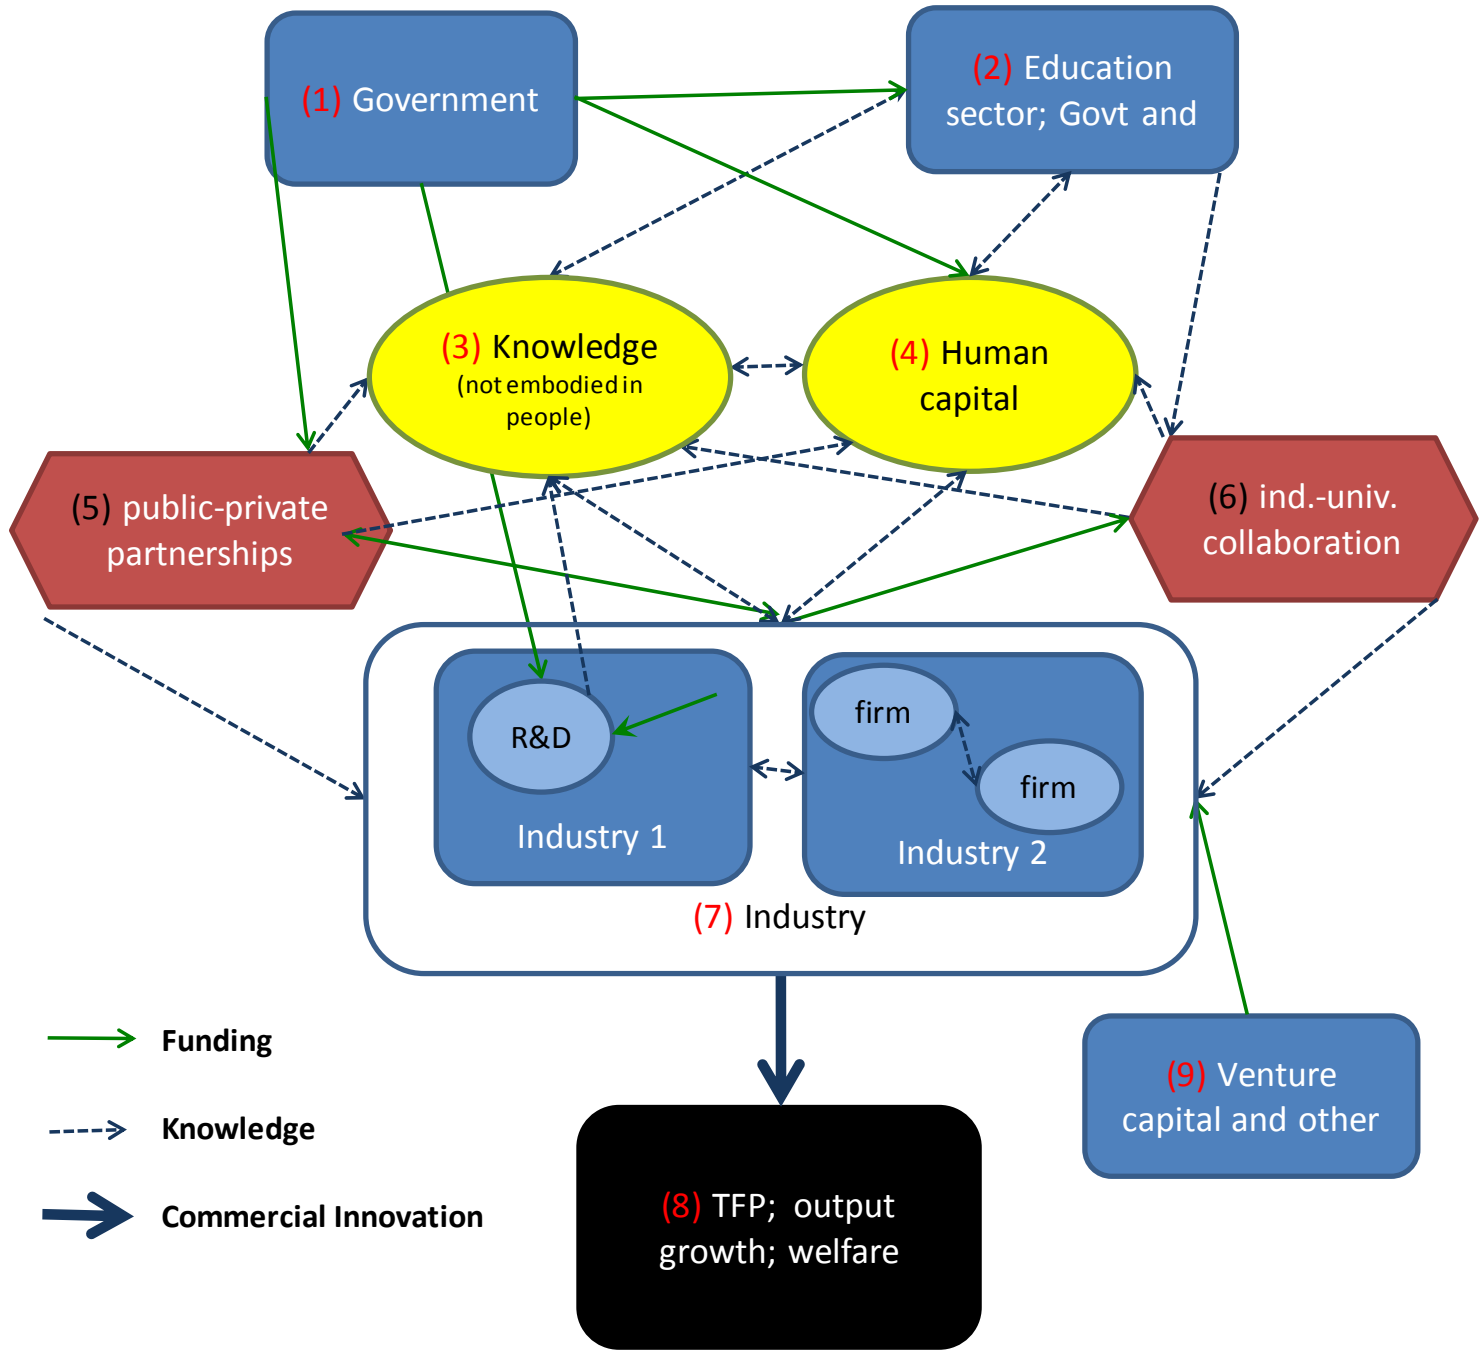 (1) Government
(2) Education
sector; Govt and
(3) Knowledge
(not embodied in
people)
(4) Human
capital
(5) public-private
partnerships
(6) ind.-univ.
collaboration
R&D
firm
firm
Industry 1
Industry 2
(7) Industry
Funding
Knowledge
Commercial Innovation
(9) Venture
capital and other
(8) TFP; output
growth; welfare